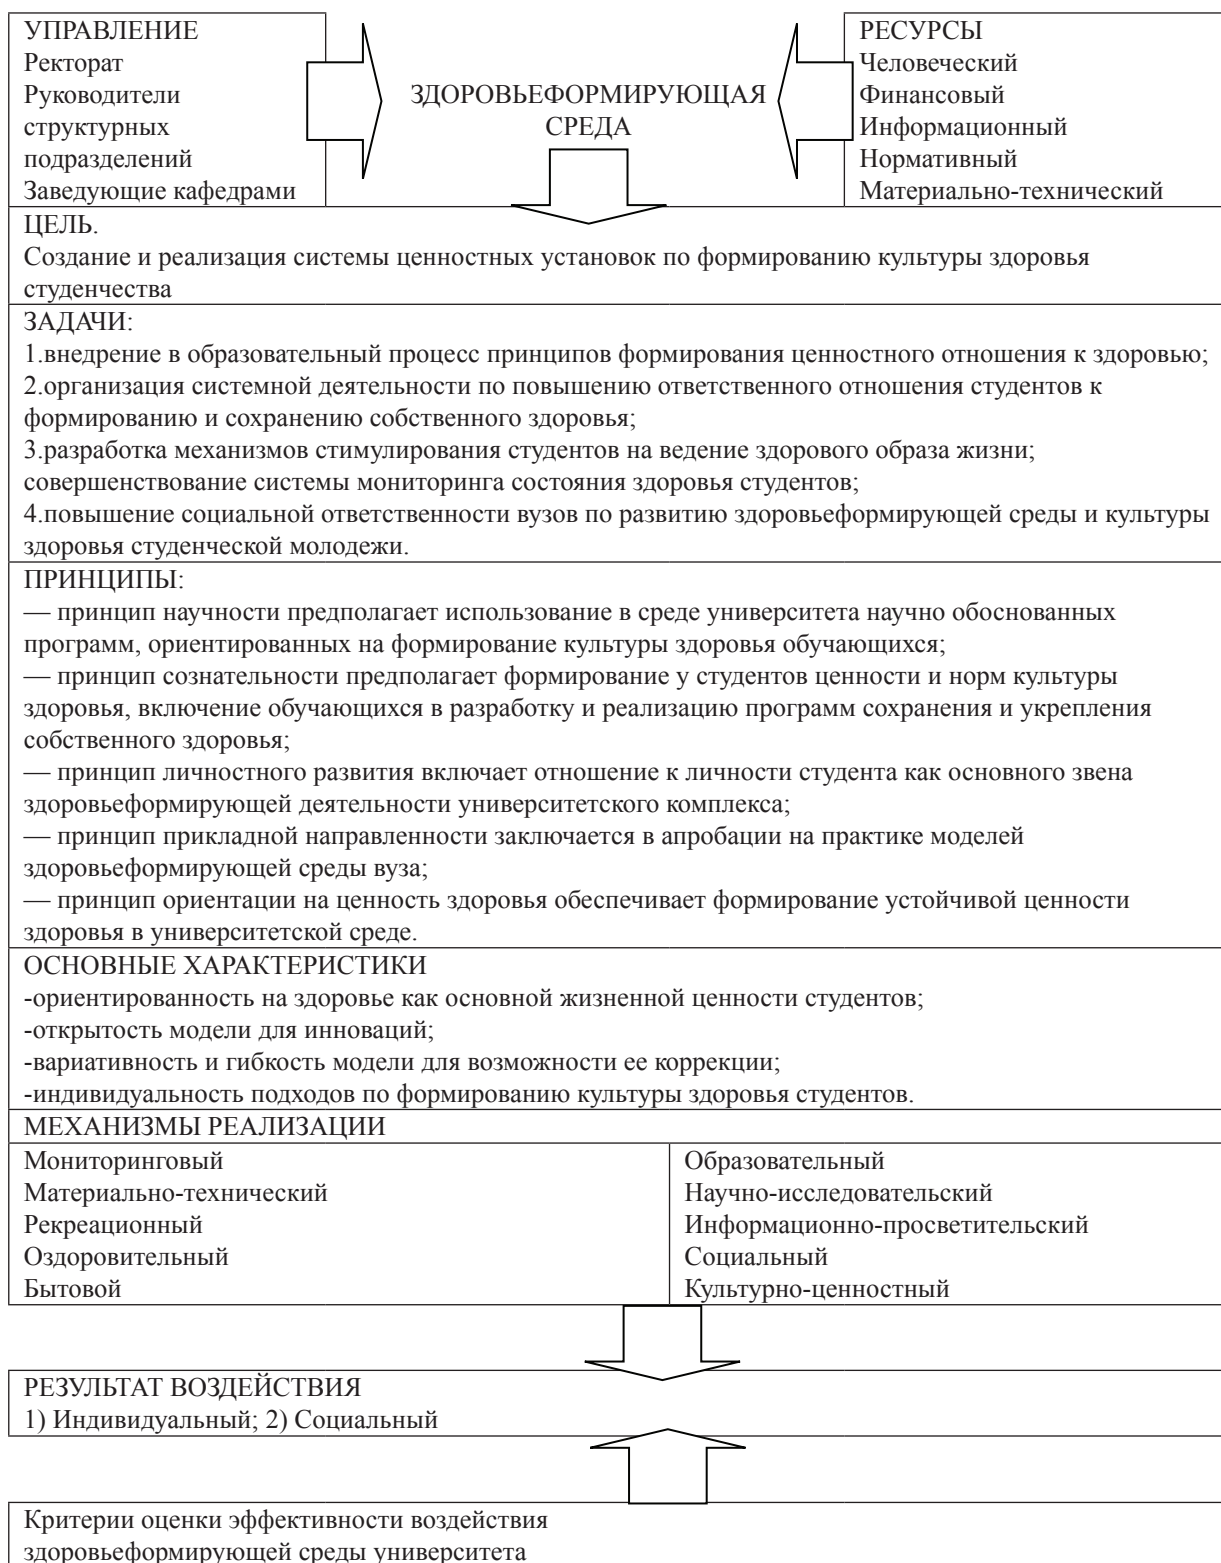 УПРАВЛЕНИЕ
Ректорат
Руководители
структурных
подразделений
Заведующие кафедрами
ЗДОРОВЬЕФОРМИРУЮЩАЯ
СРЕДА
РЕСУРСЫ
Человеческий
Финансовый
Информационный
Нормативный
Материально-технический
ЦЕЛЬ.
Создание и реализация системы ценностных установок по формированию культуры здоровья
студенчества
ЗАДАЧИ:
1.внедрение в образовательный процесс принципов формирования ценностного отношения к здоровью;
2.организация системной деятельности по повышению ответственного отношения студентов к
формированию и сохранению собственного здоровья;
3.разработка механизмов стимулирования студентов на ведение здорового образа жизни;
совершенствование системы мониторинга состояния здоровья студентов;
4.повышение социальной ответственности вузов по развитию здоровьеформирующей среды и культуры
здоровья студенческой молодежи.
ПРИНЦИПЫ:
— принцип научности предполагает использование в среде университета научно обоснованных
программ, ориентированных на формирование культуры здоровья обучающихся;
— принцип сознательности предполагает формирование у студентов ценности и норм культуры
здоровья, включение обучающихся в разработку и реализацию программ сохранения и укрепления
собственного здоровья;
— принцип личностного развития включает отношение к личности студента как основного звена
здоровьеформирующей деятельности университетского комплекса;
— принцип прикладной направленности заключается в апробации на практике моделей
здоровьеформирующей среды вуза;
— принцип ориентации на ценность здоровья обеспечивает формирование устойчивой ценности
здоровья в университетской среде.
ОСНОВНЫЕ ХАРАКТЕРИСТИКИ
-ориентированность на здоровье как основной жизненной ценности студентов;
-открытость модели для инноваций;
-вариативность и гибкость модели для возможности ее коррекции;
-индивидуальность подходов по формированию культуры здоровья студентов.
МЕХАНИЗМЫ РЕАЛИЗАЦИИ
Мониторинговый
Материально-технический
Рекреационный
Оздоровительный
Бытовой
Образовательный
Научно-исследовательский
Информационно-просветительский
Социальный
Культурно-ценностный
РЕЗУЛЬТАТ ВОЗДЕЙСТВИЯ
1) Индивидуальный; 2) Социальный
Критерии оценки эффективности воздействия
здоровьеформирующей среды университета